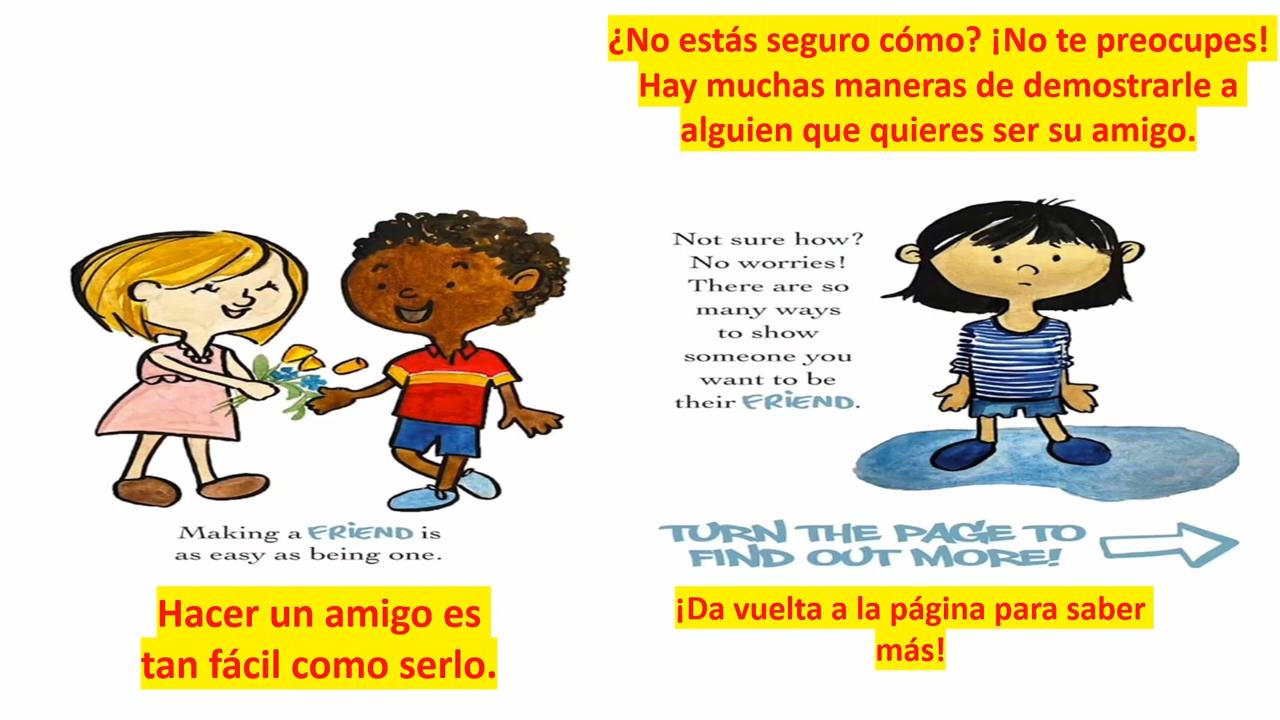 ¿No estás seguro cómo? ¡No te preocupes!
Hay muchas maneras de demostrarle a
alguien que quieres ser su amigo.
Not sure how?
No worries!
There are so
many ways
to show
someone you
want to be
their FRIEND.
Making a FRIEND is
as easy as being one.
TURN THE PAGE TO
FIND OUT MORE!
Hacer un amigo es
tan fácil como serlo.
¡Da vuelta a la página para saber
más!